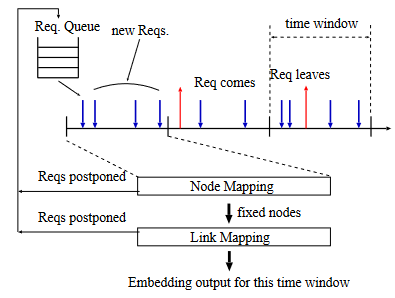 Req. Queue
new Reqs.
time window
Req comes
Req leaves
Reqs postponed
Node Mapping
fixed nodes
Reqs postponed
Link Mapping
Embedding output for this time window